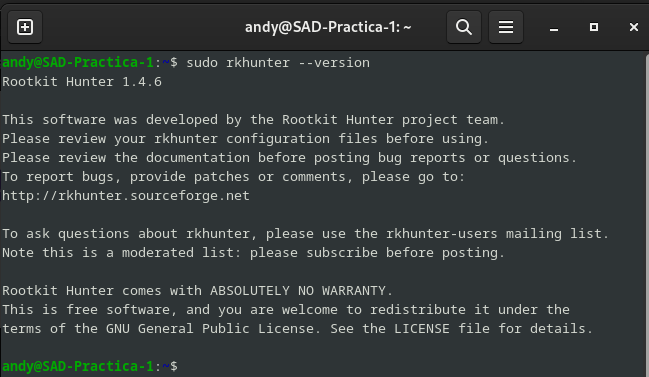 andy@SAD-Practica-1: ~
andy@SAD-Practica-1:~$ sudo rkhunter --version
Rootkit Hunter 1.4.6
This software was developed by the Rootkit Hunter project team.
Please review your rkhunter configuration files before using.
Please review the documentation before posting bug reports or questions.
To report bugs, provide patches or comments, please go to:
http://rkhunter.sourceforge.net
To ask questions about rkhunter, please use the rkhunter-users mailing list.
Note this is a moderated list: please subscribe before posting.
Rootkit Hunter comes with ABSOLUTELY NO WARRANTY.
This is free software, and you are welcome to redistribute it under the
terms of the GNU General Public License. See the LICENSE file for details.
andy@SAD-Practica-1:~$